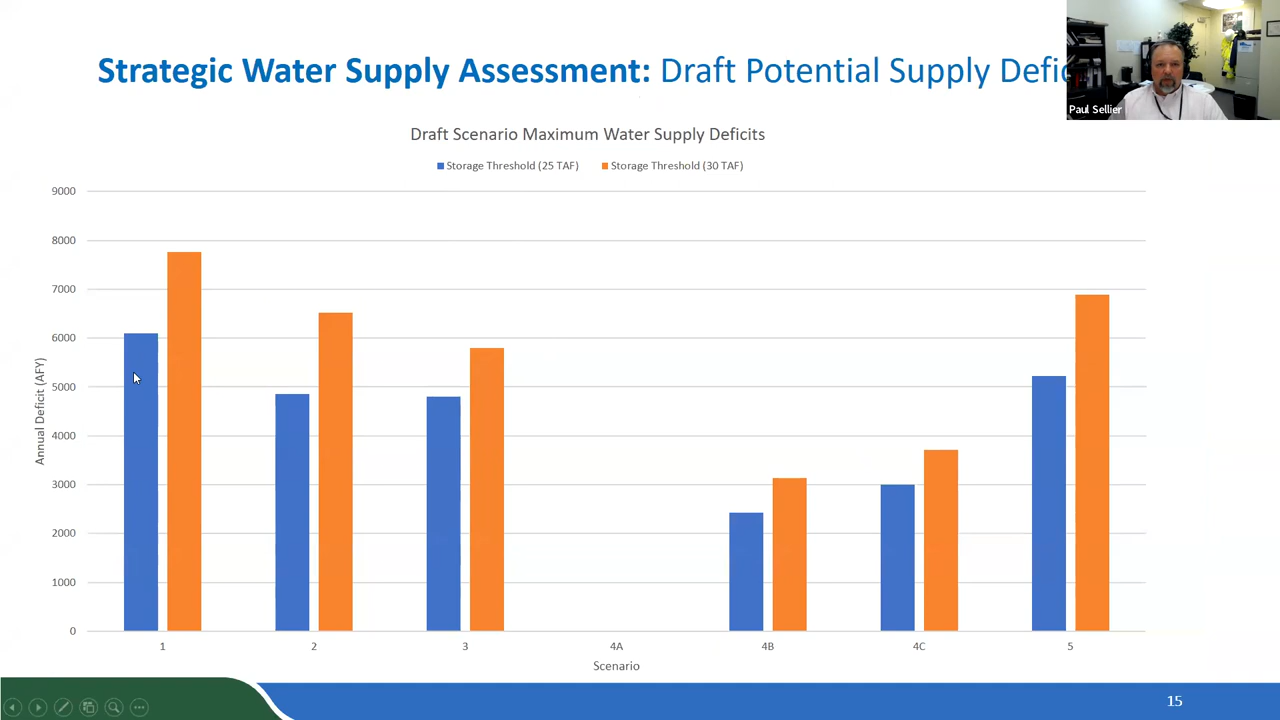 Strategic Water Supply Assessment: Draft Potential Supply
Paul Sellier
Draft Scenario Maximum Water Supply Deficits
Storage Threshold (25 TAF) Storage Threshold (30 TAF)
9000
8000
7000
6000
5000
4000
3000
2000
1000
0
Annual Deficit (AFY)
1 2 3 4A 4B 4C 5
Scenario
15